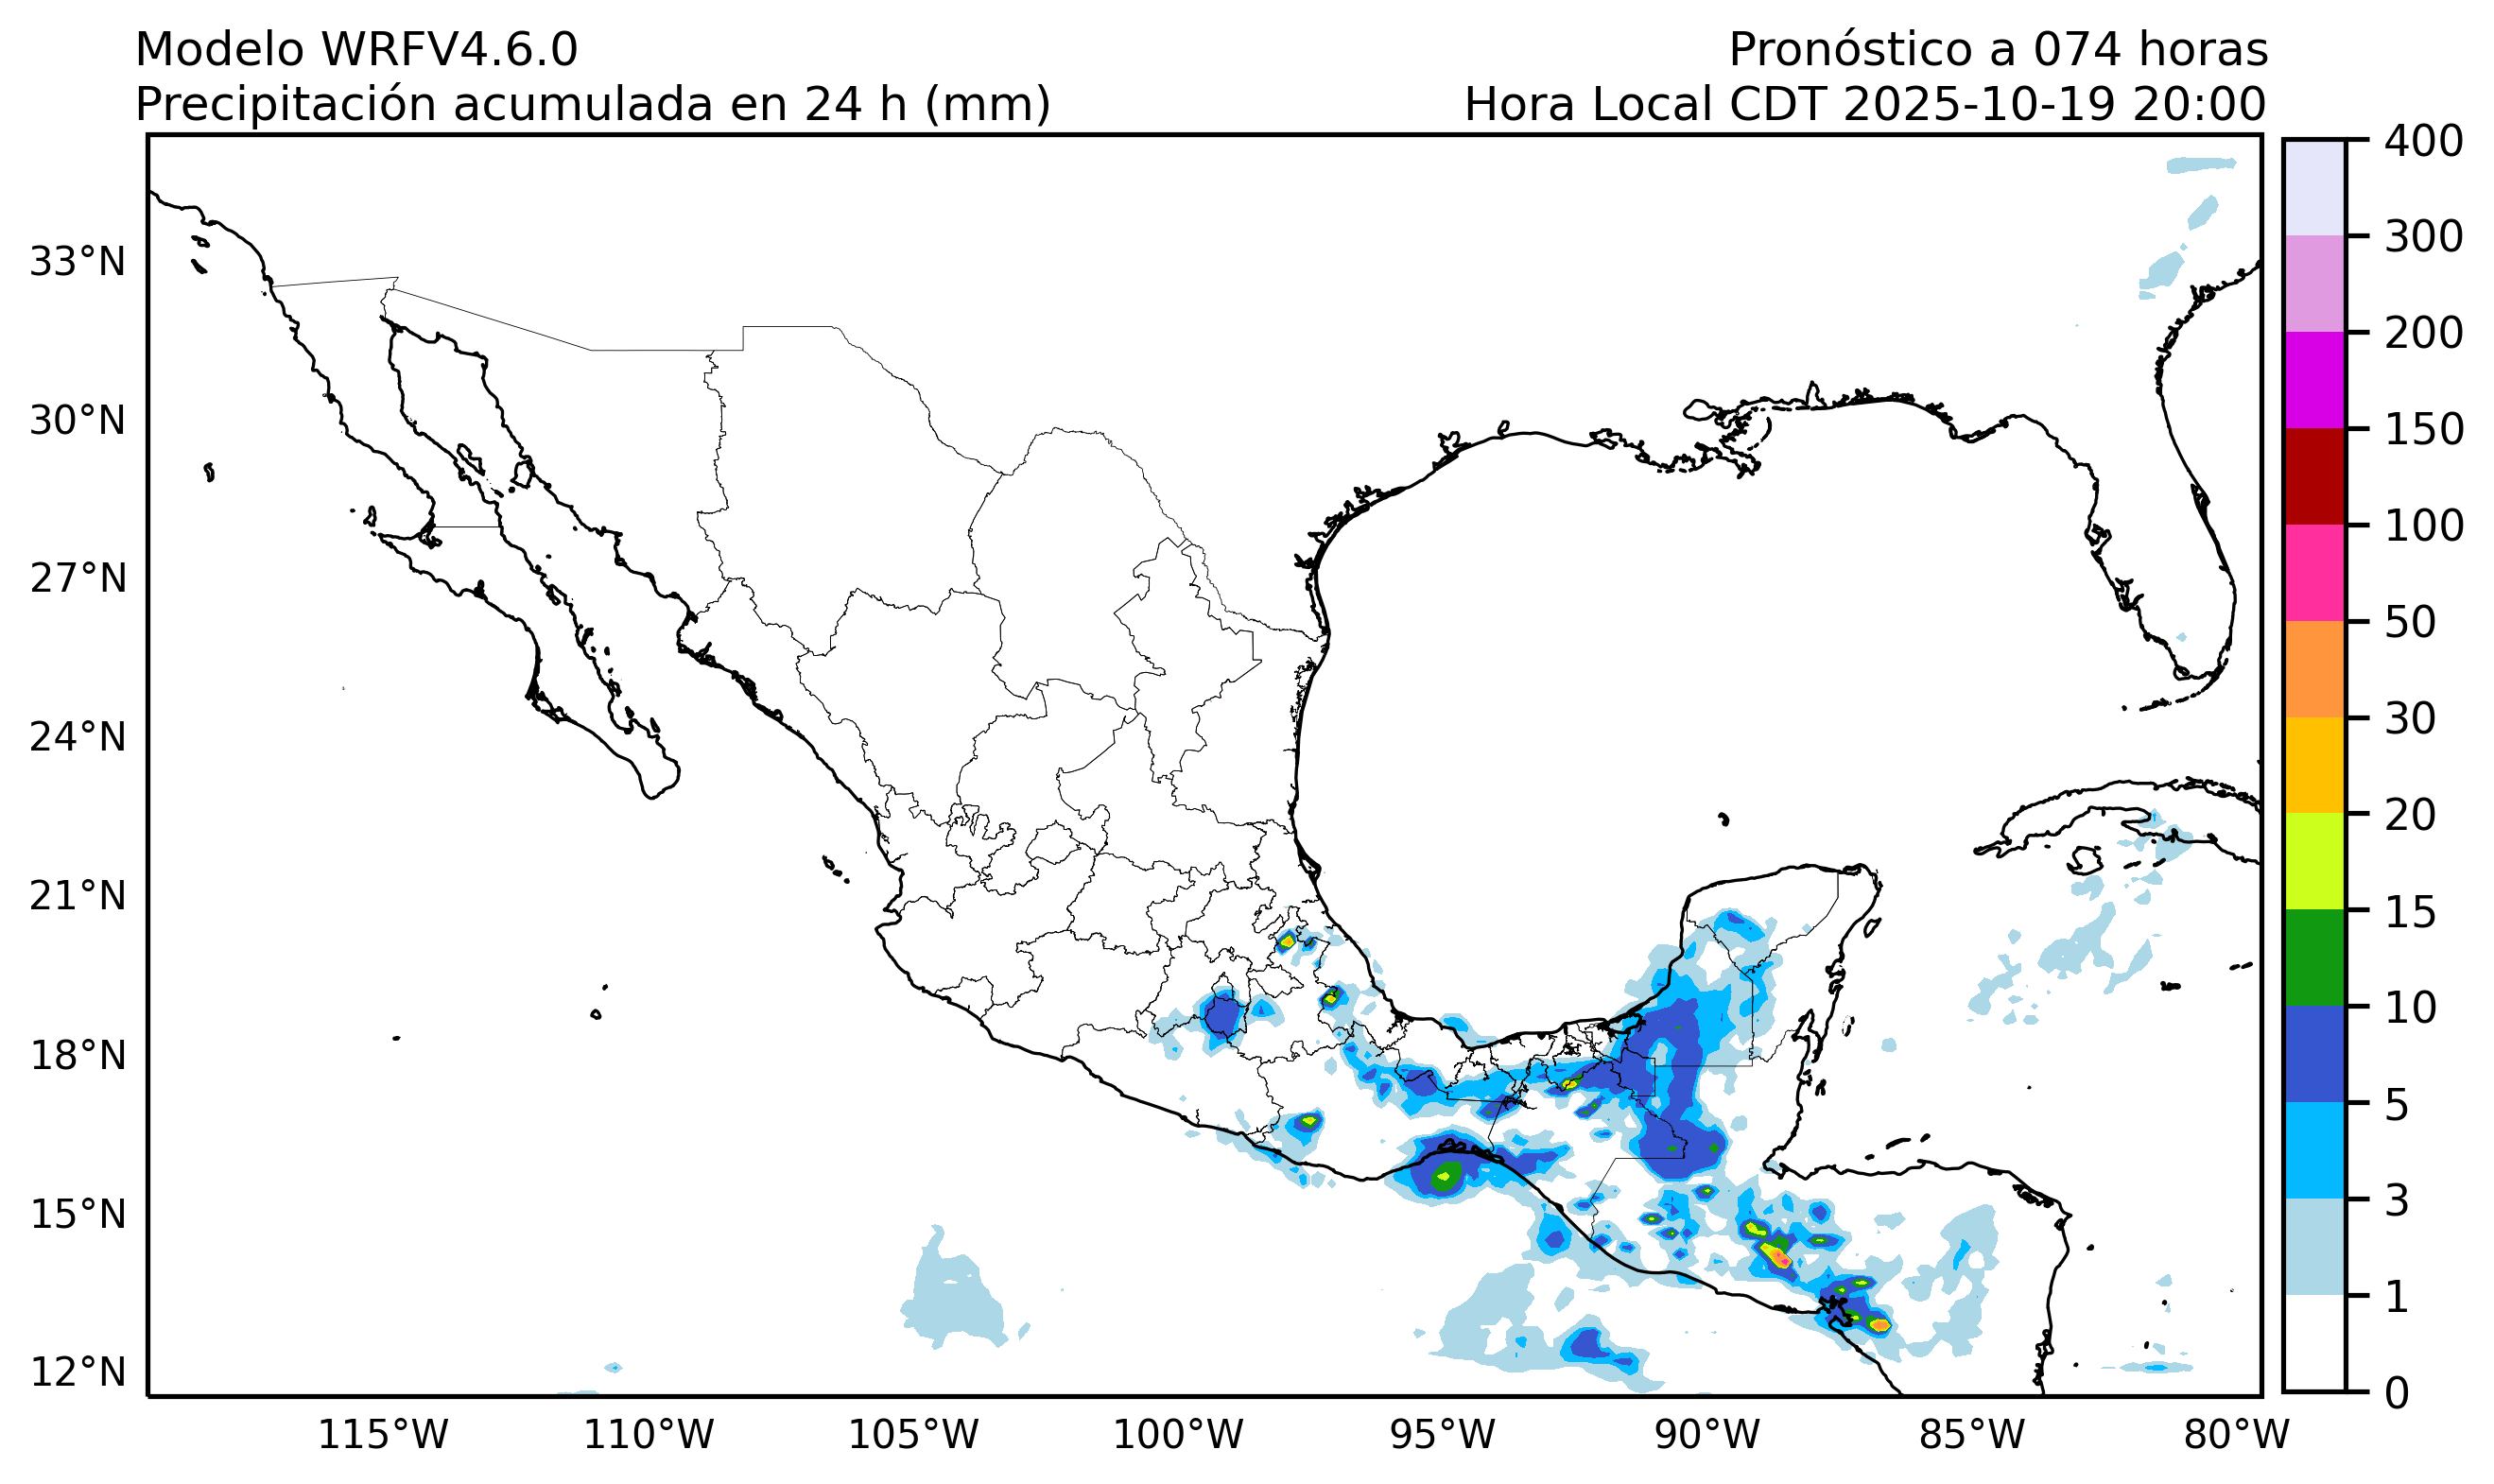 Modelo WRFV4.6.0
Pronóstico a 074 horas
Precipitación acumulada en 24 h (mm)
Hora Local CDT 2025-10-19 20:00
33°N
30°N
27°N
24°N
21°N
18°N
15°N
12°N
115°W
110°W
105°W
100°W
95°W
90°W
85°W
80°W
400
300
200
150
100
50
30
20
15
10
5
3
1
0